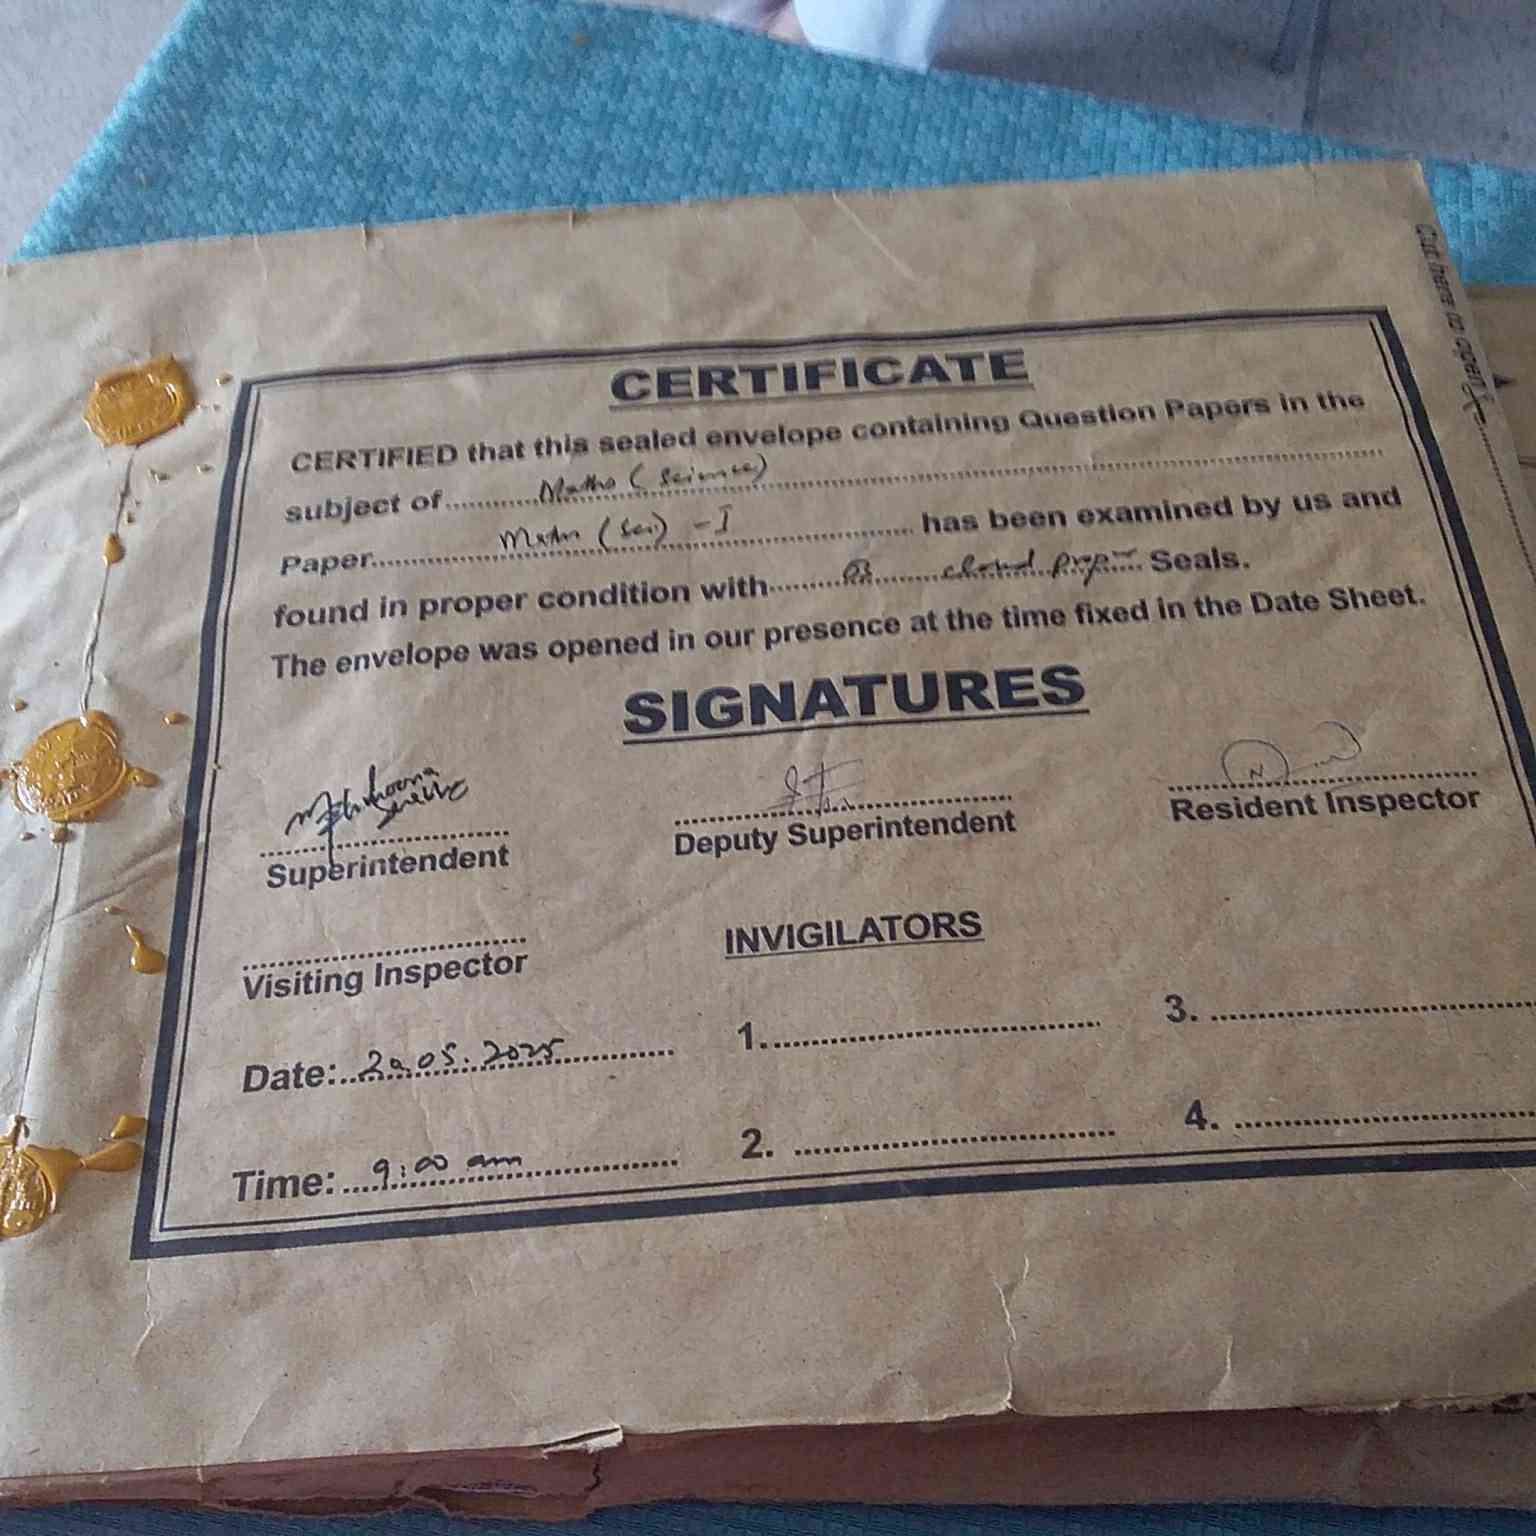 Cut here to open
CERTIFICATE
CERTIFIED that this sealed envelope containing Question Papers in the
subject of Maths (Science)
Paper Math (Sci) - I has been examined by us and
found in proper condition with 03 Seals.
The envelope was opened in our presence at the time fixed in the Date Sheet.
SIGNATURES
Superintendent
Deputy Superintendent
Resident Inspector
Visiting Inspector
INVIGILATORS
Date: 20.05.2025
1.
3.
Time: 9:00 am
2.
4.